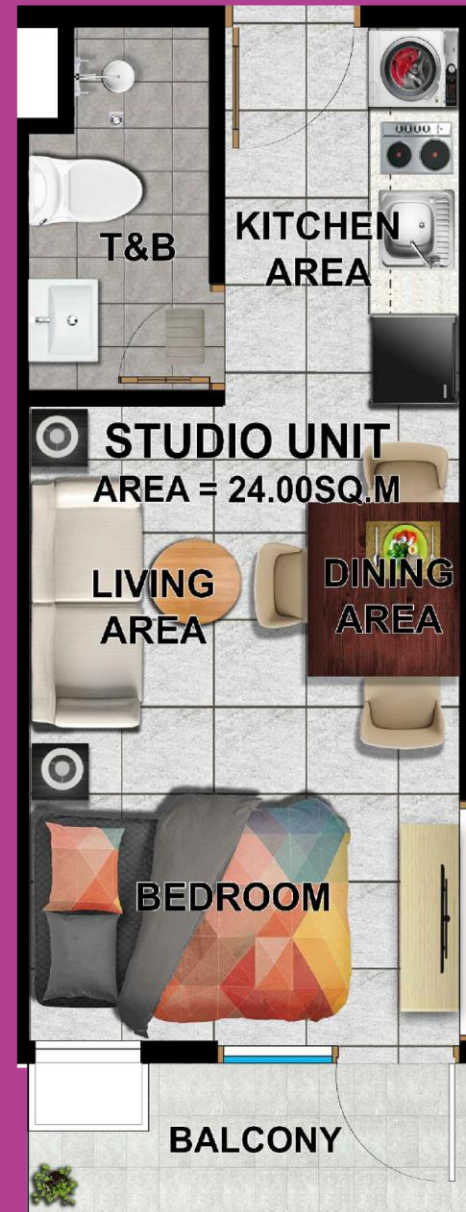 T&B
KITCHEN
AREA
STUDIO UNIT
AREA = 24.00SQ.M
LIVING
AREA
DINING
AREA
BEDROOM
BALCONY